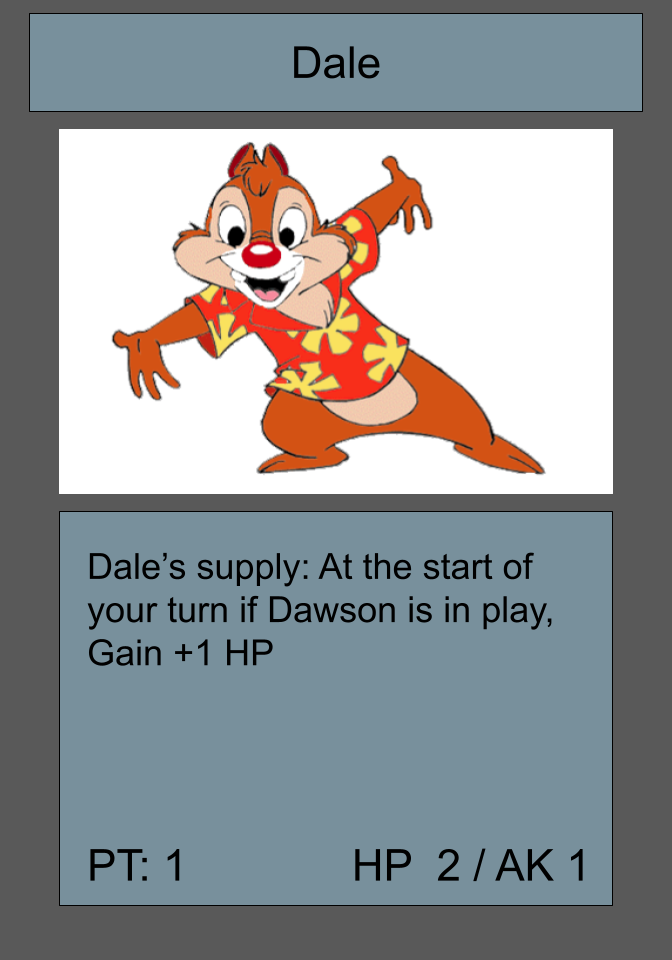 Dale
Dale’s supply: At the start of
your turn if Dawson is in play,
Gain +1 HP
PT: 1
HP  2 / AK 1